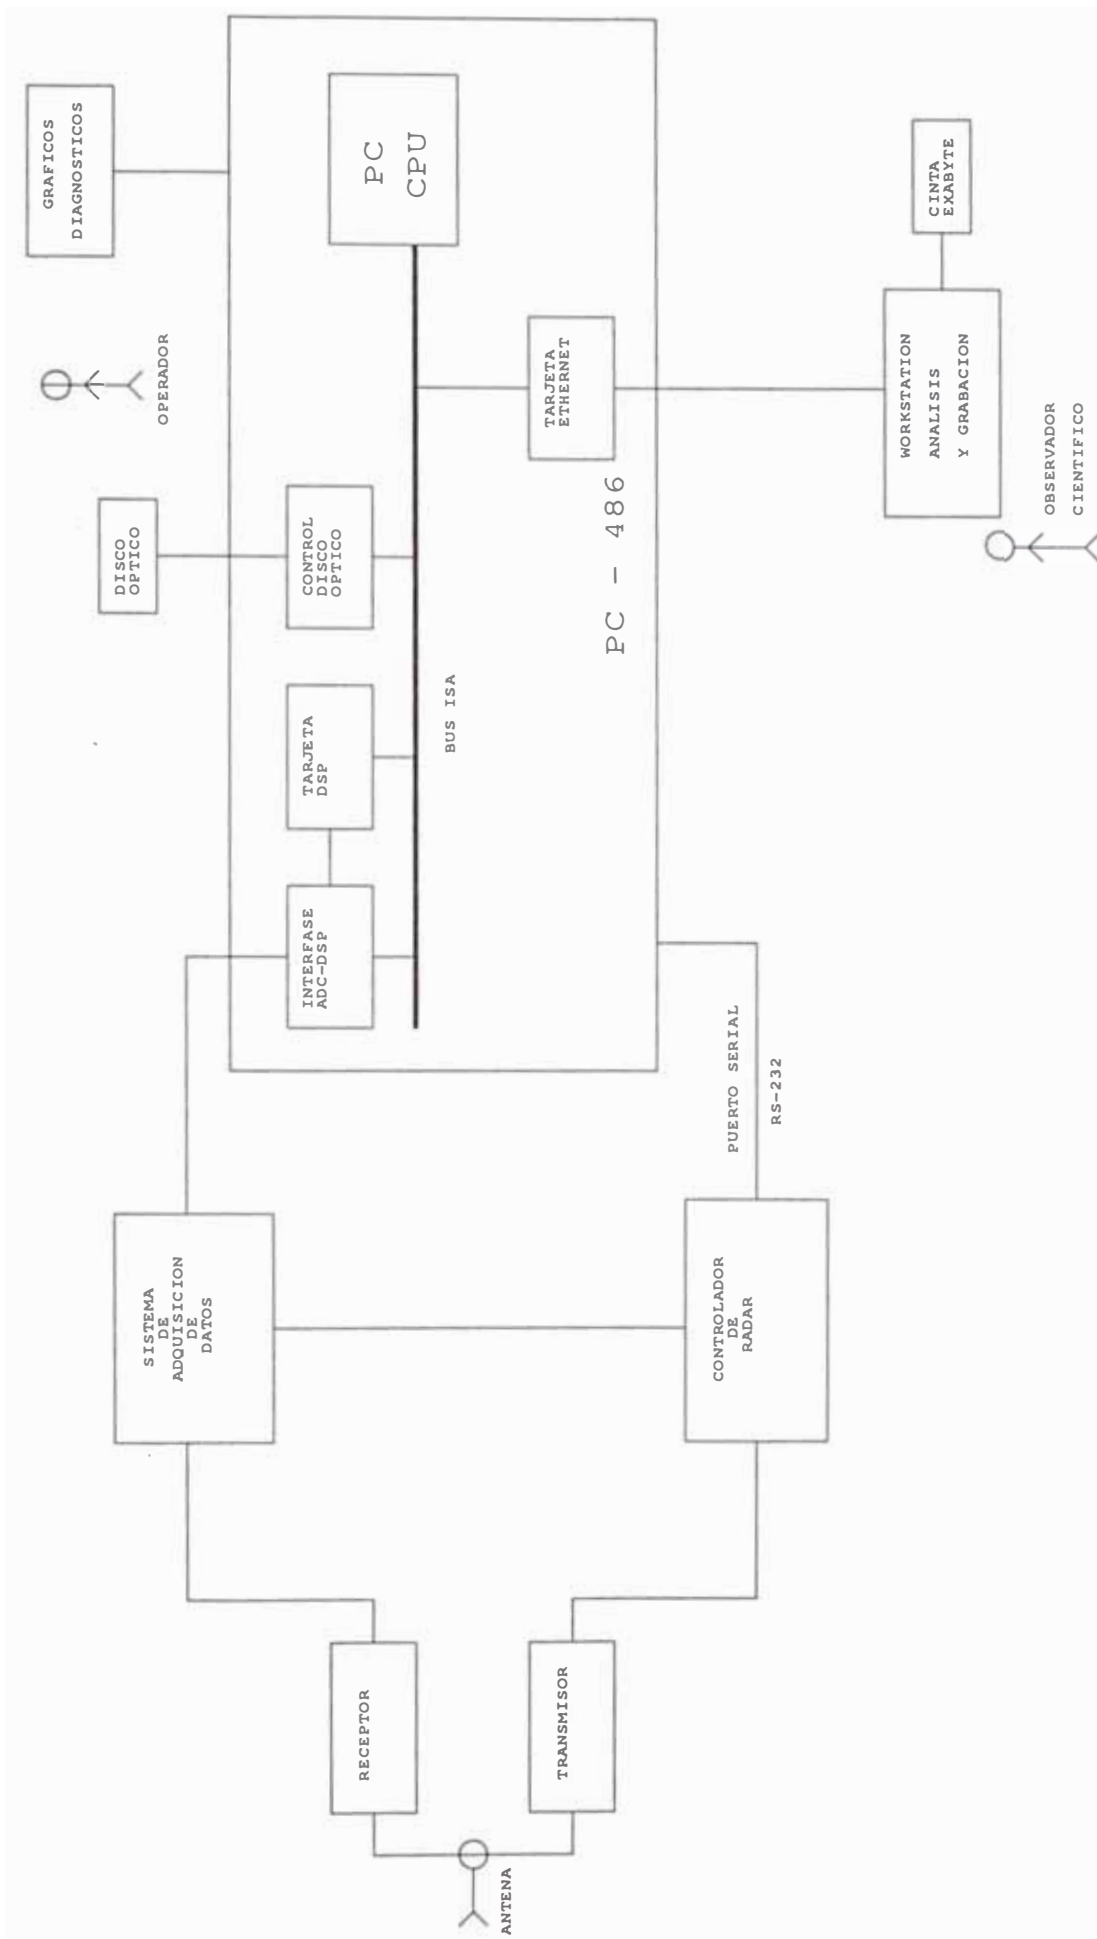 GRAFICOS
DIAGNOSTICOS
OPERADOR
DISCO
OPTICO
PC
CPU
CONTROL
DISCO
OPTICO
TARJETA
DSP
INTERFASE
ADC-DSP
BUS ISA
TARJETA
ETHERNET
PC - 486
CINTA
EXABYTE
WORKSTATION
ANALISIS
Y GRABACION
OBSERVADOR
CIENTIFICO
SISTEMA
DE
ADQUISICION
DE
DATOS
PUERTO SERIAL
RS-232
CONTROLADOR
DE
RADAR
RECEPTOR
TRANSMISOR
ANTENA